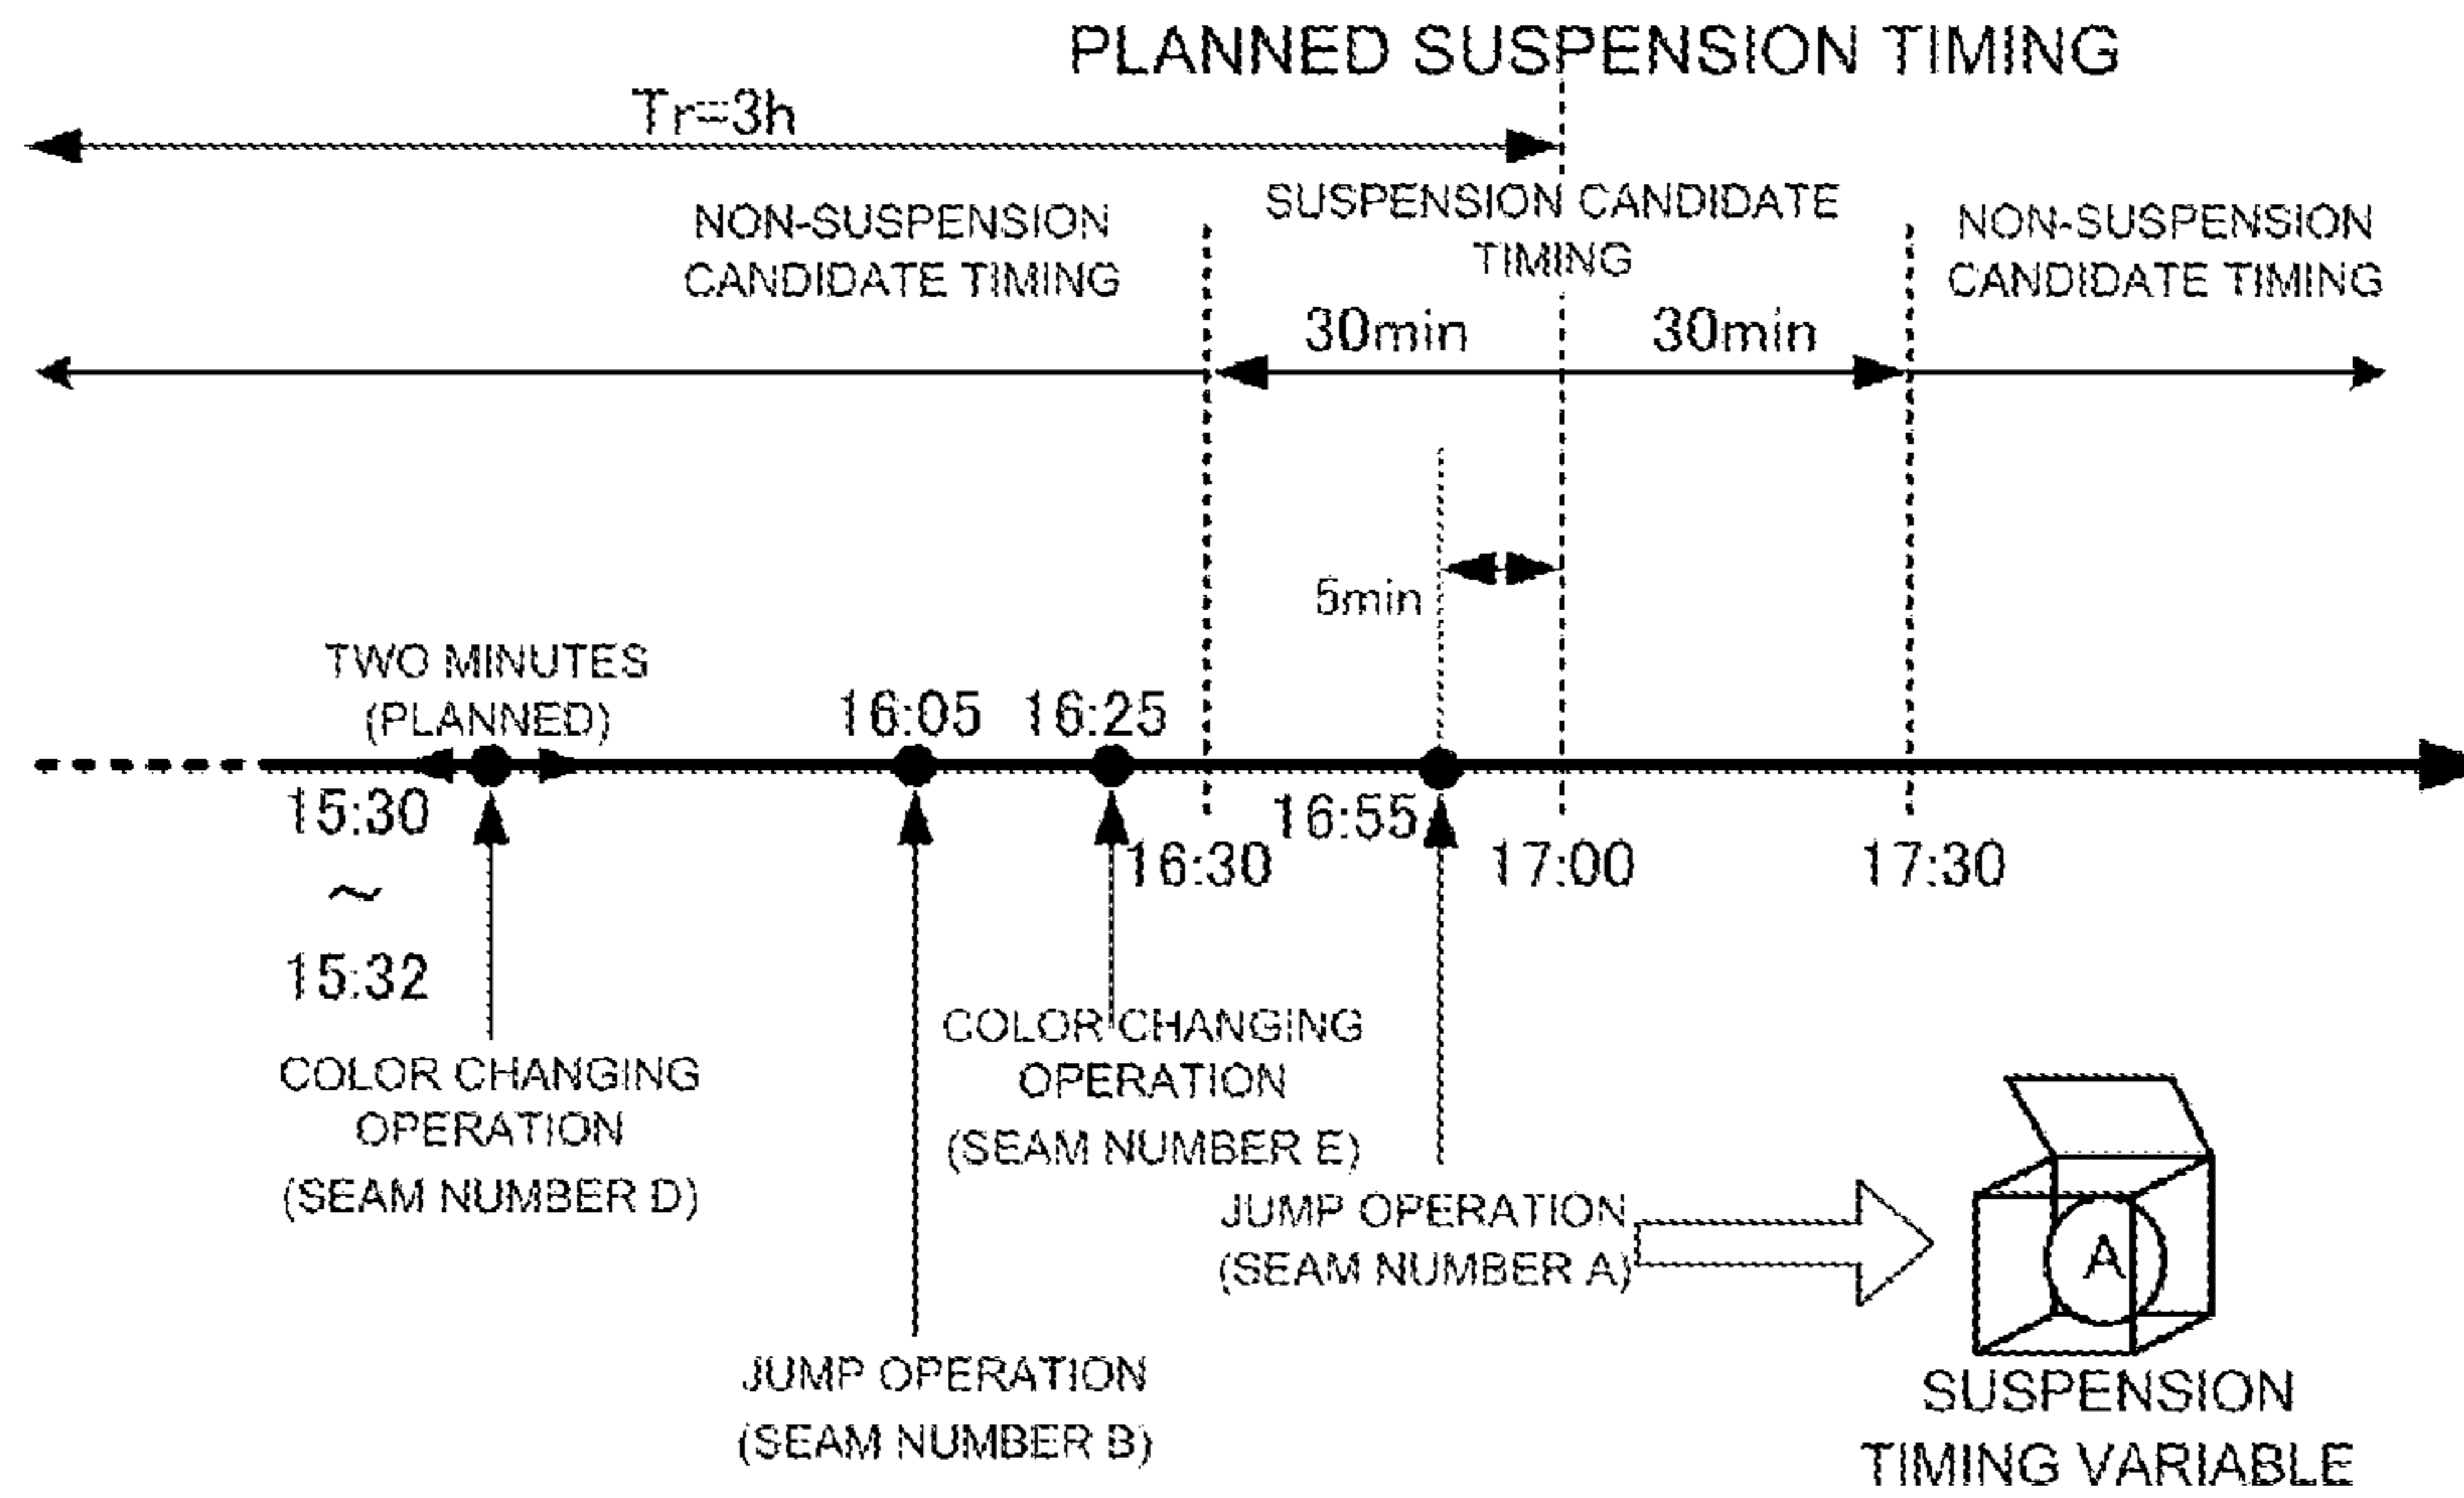 PLANNED SUSPENSION TIMING
Tr=3h
NON-SUSPENSION
CANDIDATE TIMING
SUSPENSION CANDIDATE
TIMING
NON-SUSPENSION
CANDIDATE TIMING
30min
30min
5min
TWO MINUTES
(PLANNED)
16:05
16:25
15:30
~
15:32
16:30
16:55
17:00
17:30
COLOR CHANGING
OPERATION
(SEAM NUMBER D)
COLOR CHANGING
OPERATION
(SEAM NUMBER E)
JUMP OPERATION
(SEAM NUMBER A)
A
JUMP OPERATION
(SEAM NUMBER B)
SUSPENSION
TIMING VARIABLE